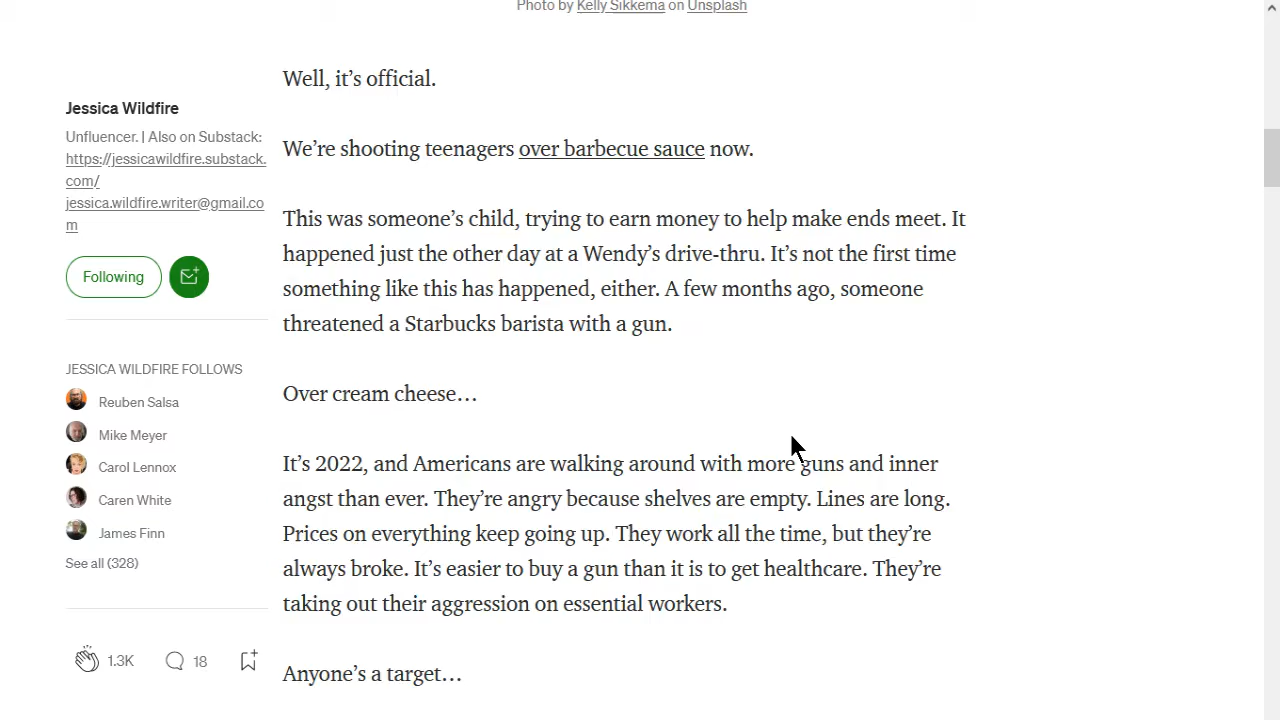 Photo by Kelly Sikkema on Unsplash
Jessica Wildfire
Unfluencer. | Also on Substack:
https://jessicawildfire.substack.
com/
jessica.wildfire.writer@gmail.co
m
Following
JESSICA WILDFIRE FOLLOWS
Reuben Salsa
Mike Meyer
Carol Lennox
Caren White
James Finn
See all (328)
1.3K
18
Well, it’s official.
We’re shooting teenagers over barbecue sauce now.
This was someone’s child, trying to earn money to help make ends meet. It
happened just the other day at a Wendy’s drive-thru. It’s not the first time
something like this has happened, either. A few months ago, someone
threatened a Starbucks barista with a gun.
Over cream cheese…
It’s 2022, and Americans are walking around with more guns and inner
angst than ever. They’re angry because shelves are empty. Lines are long.
Prices on everything keep going up. They work all the time, but they’re
always broke. It’s easier to buy a gun than it is to get healthcare. They’re
taking out their aggression on essential workers.
Anyone’s a target…